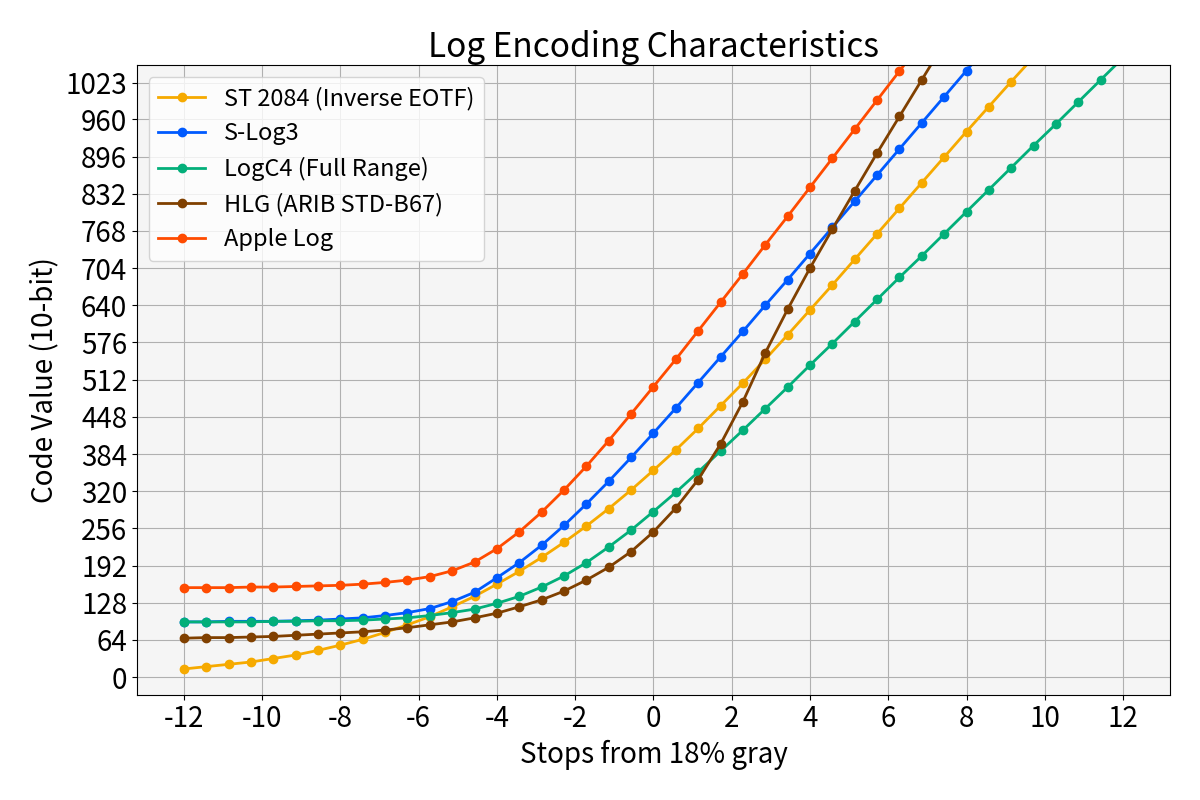 Log Encoding Characteristics
ST 2084 (Inverse EOTF)
S-Log3
LogC4 (Full Range)
HLG (ARIB STD-B67)
Apple Log
Code Value (10-bit)
1023
960
896
832
768
704
640
576
512
448
384
320
256
192
128
64
0
-12 -10 -8 -6 -4 -2 0 2 4 6 8 10 12
Stops from 18% gray